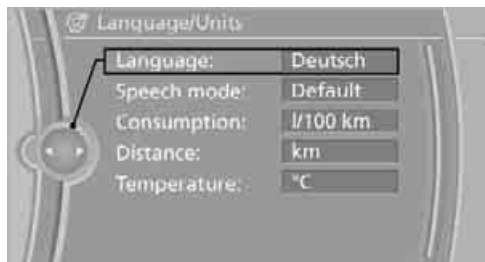 Language/Units
Language: Deutsch
Speech mode: Default
Consumption: l/100 km
Distance: km
Temperature: °C